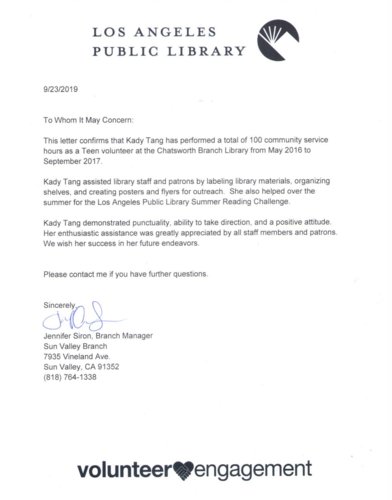 LOS ANGELES
PUBLIC LIBRARY
9/23/2019
To Whom It May Concern:
This letter confirms that Kady Tang has performed a total of 100 community service
hours as a Teen volunteer at the Chatsworth Branch Library from May 2016 to
September 2017.
Kady Tang assisted library staff and patrons by labeling library materials, organizing
shelves, and creating posters and flyers for outreach. She also helped over the
summer for the Los Angeles Public Library Summer Reading Challenge.
Kady Tang demonstrated punctuality, ability to take direction, and a positive attitude.
Her enthusiastic assistance was greatly appreciated by all staff members and patrons.
We wish her success in her future endeavors.
Please contact me if you have further questions.
Sincerely,
Jennifer Siron, Branch Manager
Sun Valley Branch
7935 Vineland Ave.
Sun Valley, CA 91352
(818) 764-1338
volunteer engagement